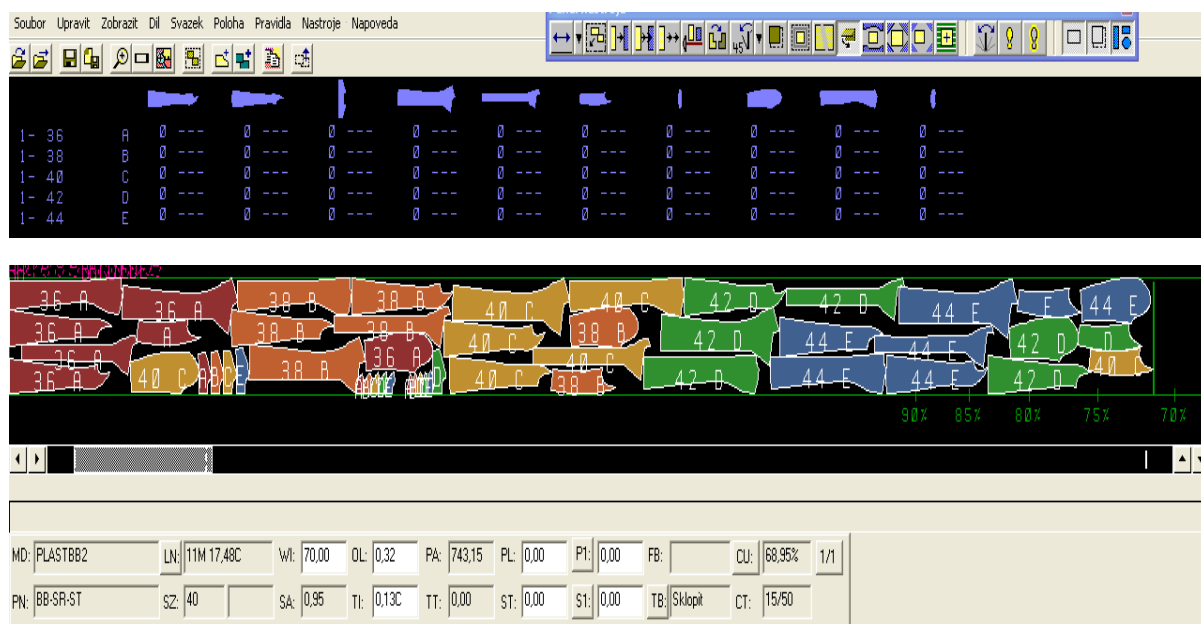 Soubor Upravit Zobrazit Dil Svazek Poloha Pravidla Nastroje Napoveda
45
1- 36 A 0 --- 0 --- 0 --- 0 --- 0 --- 0 --- 0 --- 0 --- 0 --- 0 ---
1- 38 B 0 --- 0 --- 0 --- 0 --- 0 --- 0 --- 0 --- 0 --- 0 --- 0 ---
1- 40 C 0 --- 0 --- 0 --- 0 --- 0 --- 0 --- 0 --- 0 --- 0 --- 0 ---
1- 42 D 0 --- 0 --- 0 --- 0 --- 0 --- 0 --- 0 --- 0 --- 0 --- 0 ---
1- 44 E 0 --- 0 --- 0 --- 0 --- 0 --- 0 --- 0 --- 0 --- 0 --- 0 ---
36 A 36 A 38 B 38 B 40 C 40 C 42 D 42 D 44 E E 44 E
36 A A 38 B 38 B 40 C 38 B 42 D 44 E 44 E 42 D D
36 A 40 C A B C E 38 B 36 A D 40 C 40 C
36 A 40 C 38 B 42 D 44 E 44 E 42 D
90% 85% 80% 75% 70%
MD: PLASTBB2 LN: 11M 17,48C WI: 70,00 OL: 0,32 PA: 743,15 PL: 0,00 P1: 0,00 FB: CU: 68,95% 1/1
PN: BB-SR-ST SZ: 40 SA: 0,95 TI: 0,13C TT: 0,00 ST: 0,00 S1: 0,00 TB: Sklopit CT: 15/50